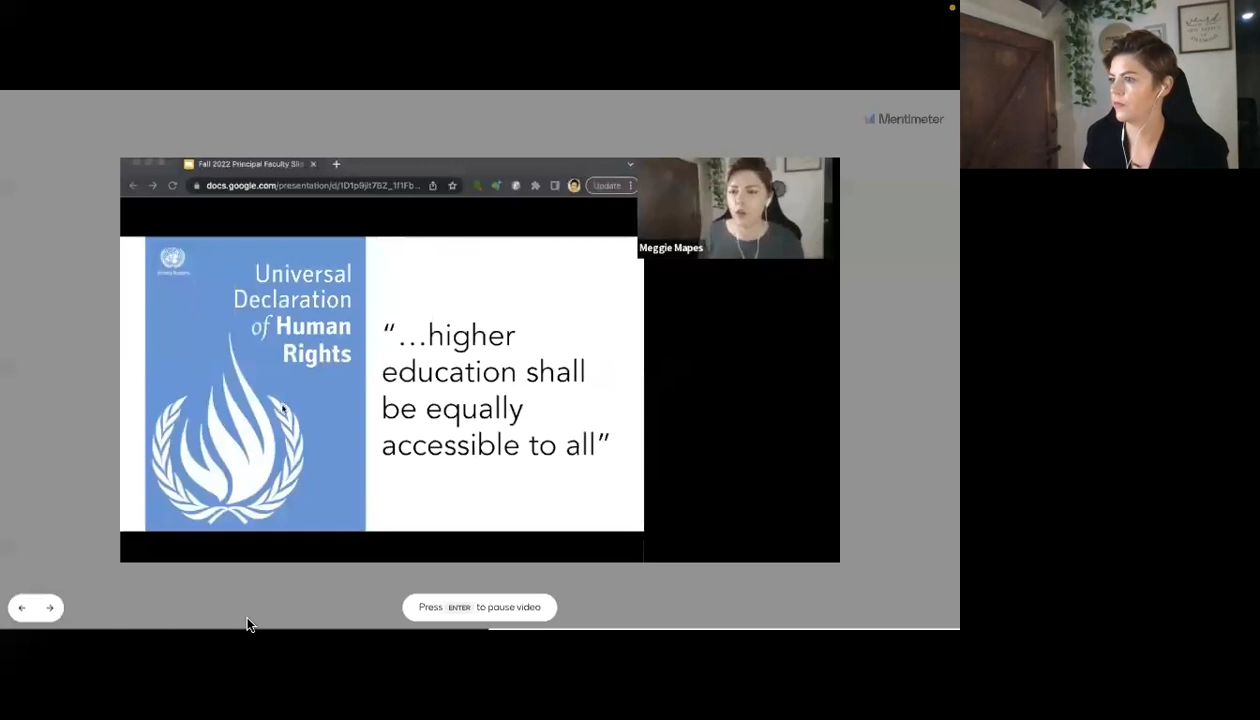 Mentimeter
Fall 2022 Principal Faculty Sli
docs.google.com/presentation/d/1D1p9jlt7BZ_1f1Fb...
Update
Meggie Mapes
Universal
Declaration
of Human
Rights
“...higher
education shall
be equally
accessible to all”
Press ENTER to pause video